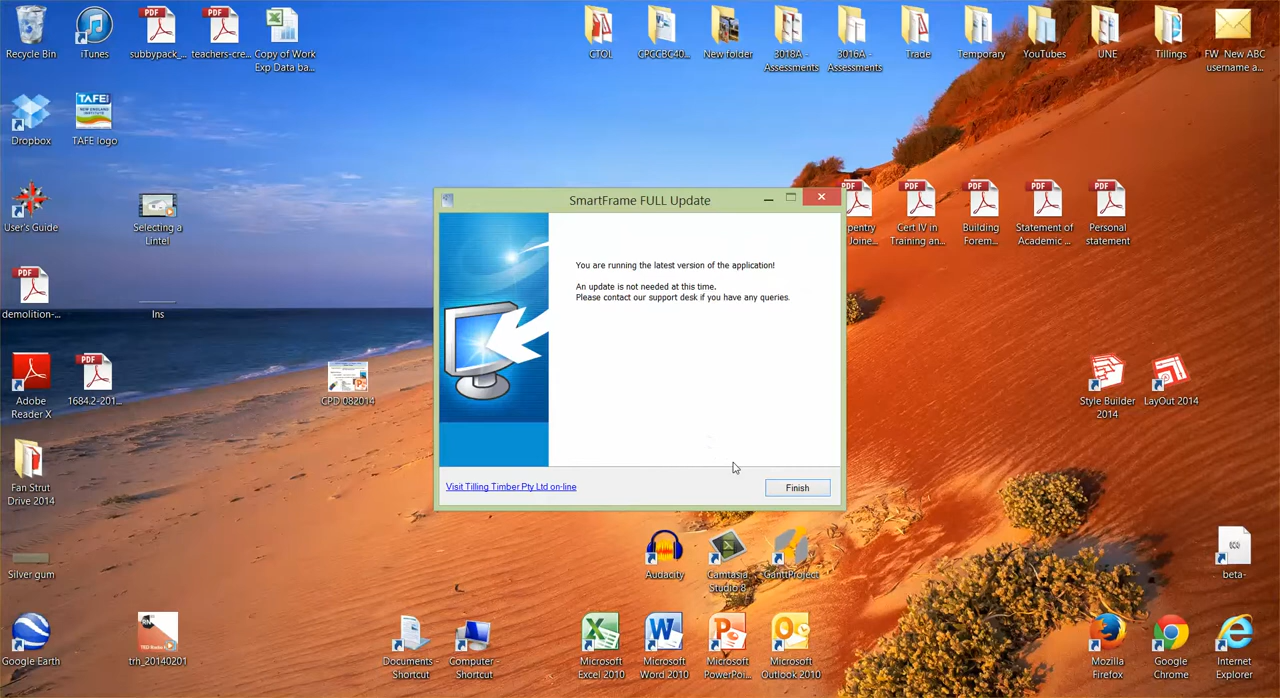 Recycle Bin
iTunes
subbypack_...
teachers-cre...
Copy of Work
Exp Data ba...
CTOL
CPCCBC40...
New folder
3018A -
Assessments
3016A -
Assessments
Trade
Temporary
YouTubes
UNE
Tillings
FW New ABC
username a...
Dropbox
TAFE logo
User's Guide
Selecting a
Lintel
SmartFrame FULL Update
You are running the latest version of the application!
An update is not needed at this time.
Please contact our support desk if you have any queries.
Visit Tilling Timber Pty Ltd on-line
Finish
Joine...
Cert IV in
Training an...
Building
Forem...
Statement of
Academic ...
Personal
statement
demolition-...
Ins
Adobe
Reader X
1684.2-201...
CPD 082014
Style Builder
2014
LayOut 2014
Fan Strut
Drive 2014
Silver gum
Audacity
Camtasia
Studio 8
GanttProject
beta-
Google Earth
trh_20140201
Documents -
Shortcut
Computer -
Shortcut
Microsoft
Excel 2010
Microsoft
Word 2010
Microsoft
PowerPoi...
Microsoft
Outlook 2010
Mozilla
Firefox
Google
Chrome
Internet
Explorer